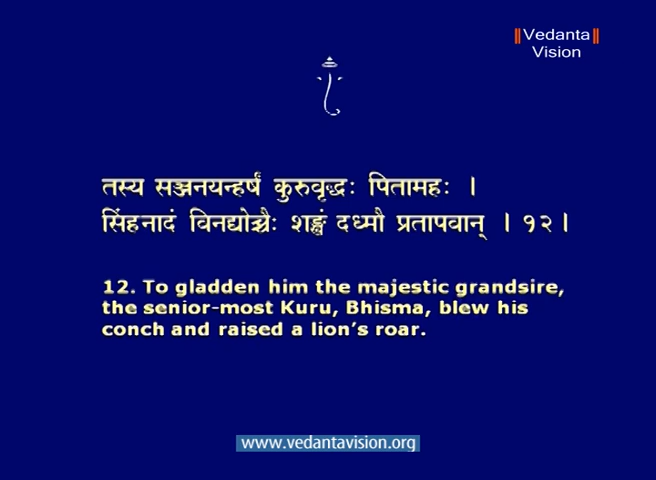 ||Vedanta||
Vision
तस्य सञ्जनयन्हर्षं कुरुवृद्धः पितामहः ।
सिंहनादं विनद्योच्चैः शङ्खं दध्मौ प्रतापवान् । १२।
12. To gladden him the majestic grandsire,
the senior-most Kuru, Bhisma, blew his
conch and raised a lion's roar.
www.vedantavision.org